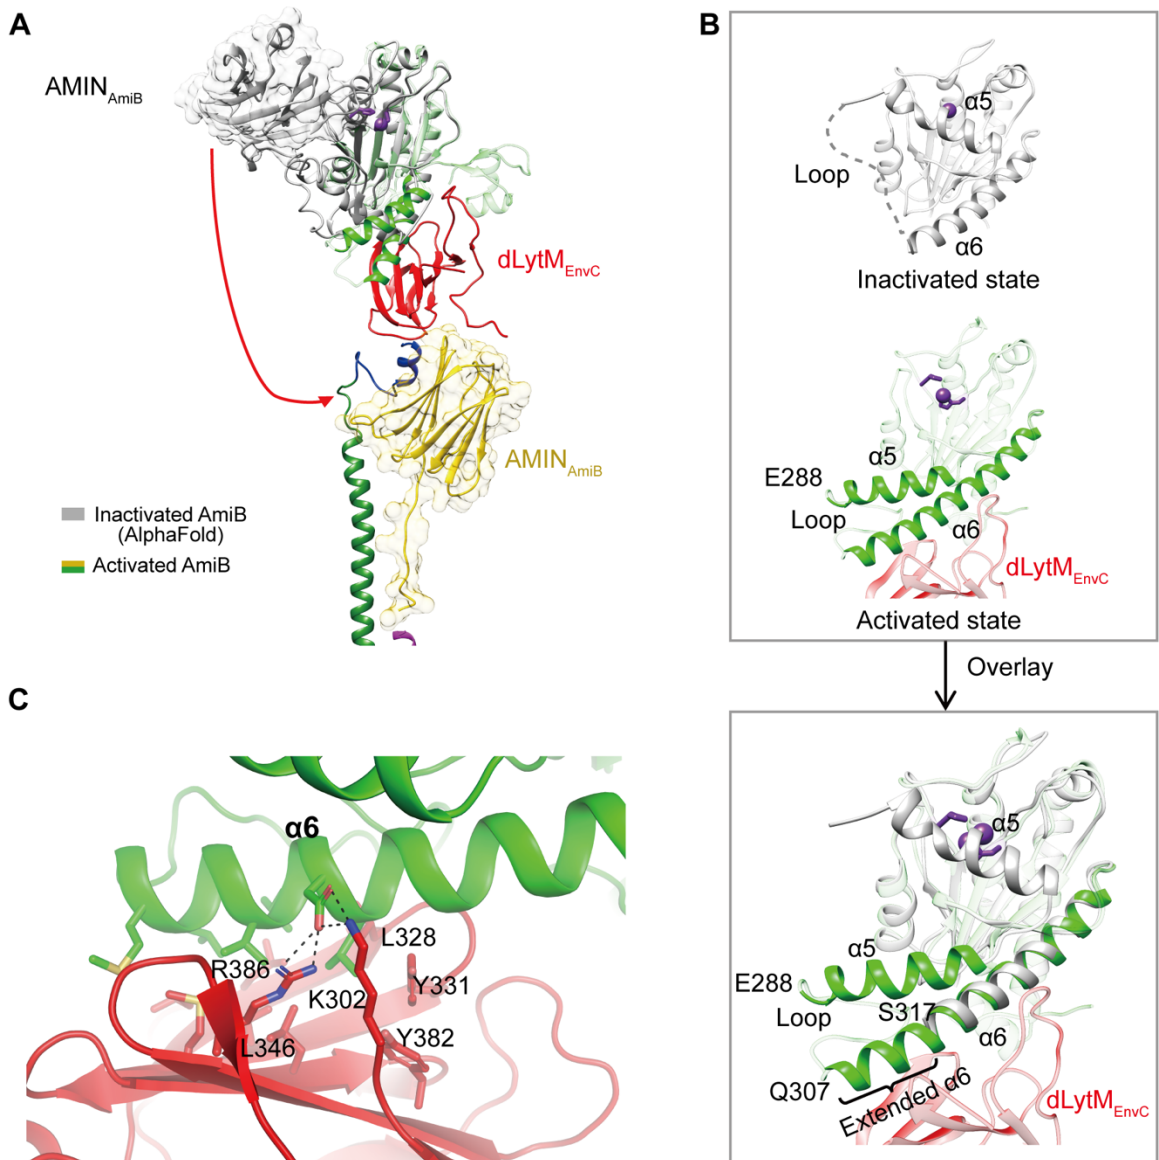 A
AMIN_AmiB
dLytM_EnvC
AMIN_AmiB
Inactivated AmiB
(AlphaFold)
Activated AmiB
B
α5
Loop
α6
Inactivated state
α5
E288
Loop
α6
dLytM_EnvC
Activated state
Overlay
α5
α5
E288
Loop
S317
α6
Q307
Extended α6
dLytM_EnvC
C
α6
L328
R386
K302
Y331
L346
Y382